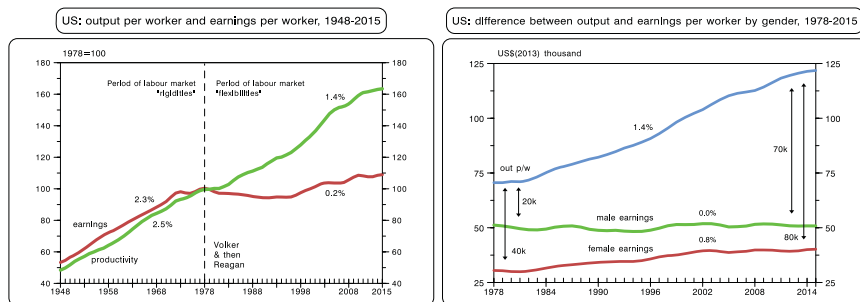 US: output per worker and earnings per worker, 1948-2015
1978=100
180
160
140
120
100
80
60
40
180
160
140
120
100
80
60
40
Period of labour market
"rigidities"
Period of labour market
"flexibilities"
1.4%
2.3%
2.5%
0.2%
earnings
productivity
Volker
& then
Reagan
1948 1958 1968 1978 1988 1998 2008 2015
US: difference between output and earnings per worker by gender, 1978-2015
US$(2013) thousand
125
100
75
50
25
125
100
75
50
25
1.4%
70k
out p/w
20k
male earnings
0.0%
40k
female earnings
0.8%
80k
1978 1984 1990 1996 2002 2008 2014